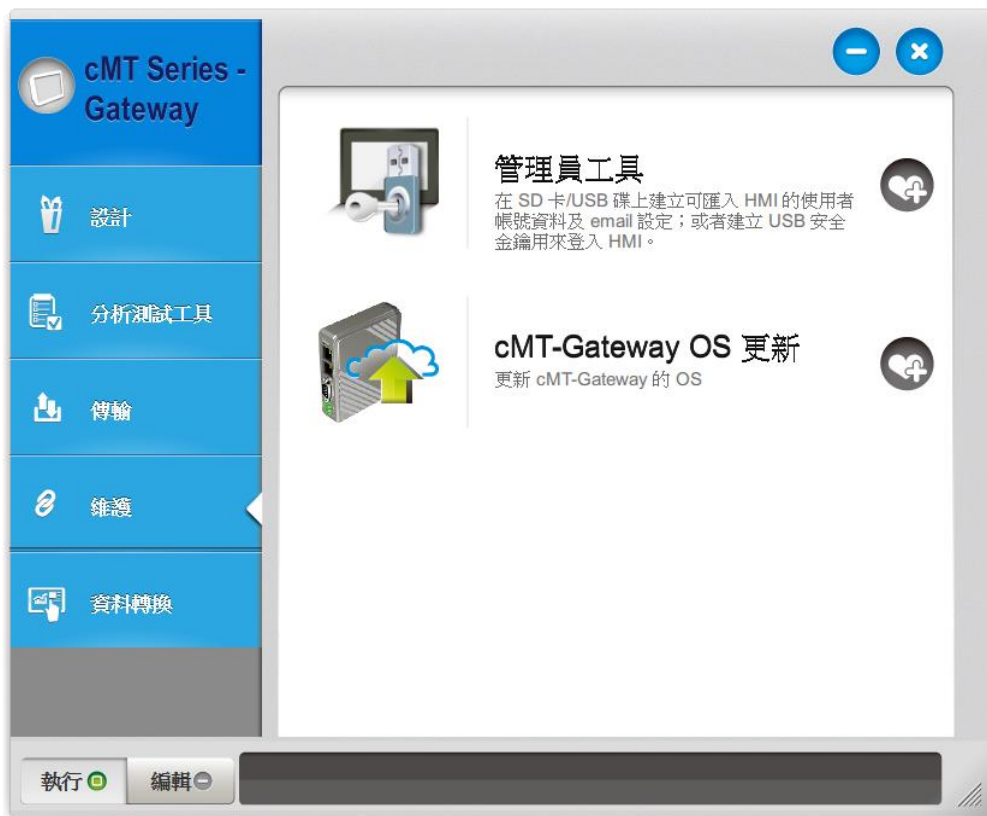 cMT Series -
Gateway
設計
分析測試工具
傳輸
維護
資料轉換
管理員工具
在 SD 卡/USB 碟上建立可匯入 HMI 的使用者
帳號資料及 email 設定；或者建立 USB 安全
金鑰用來登入 HMI。
cMT-Gateway OS 更新
更新 cMT-Gateway 的 OS
執行
編輯